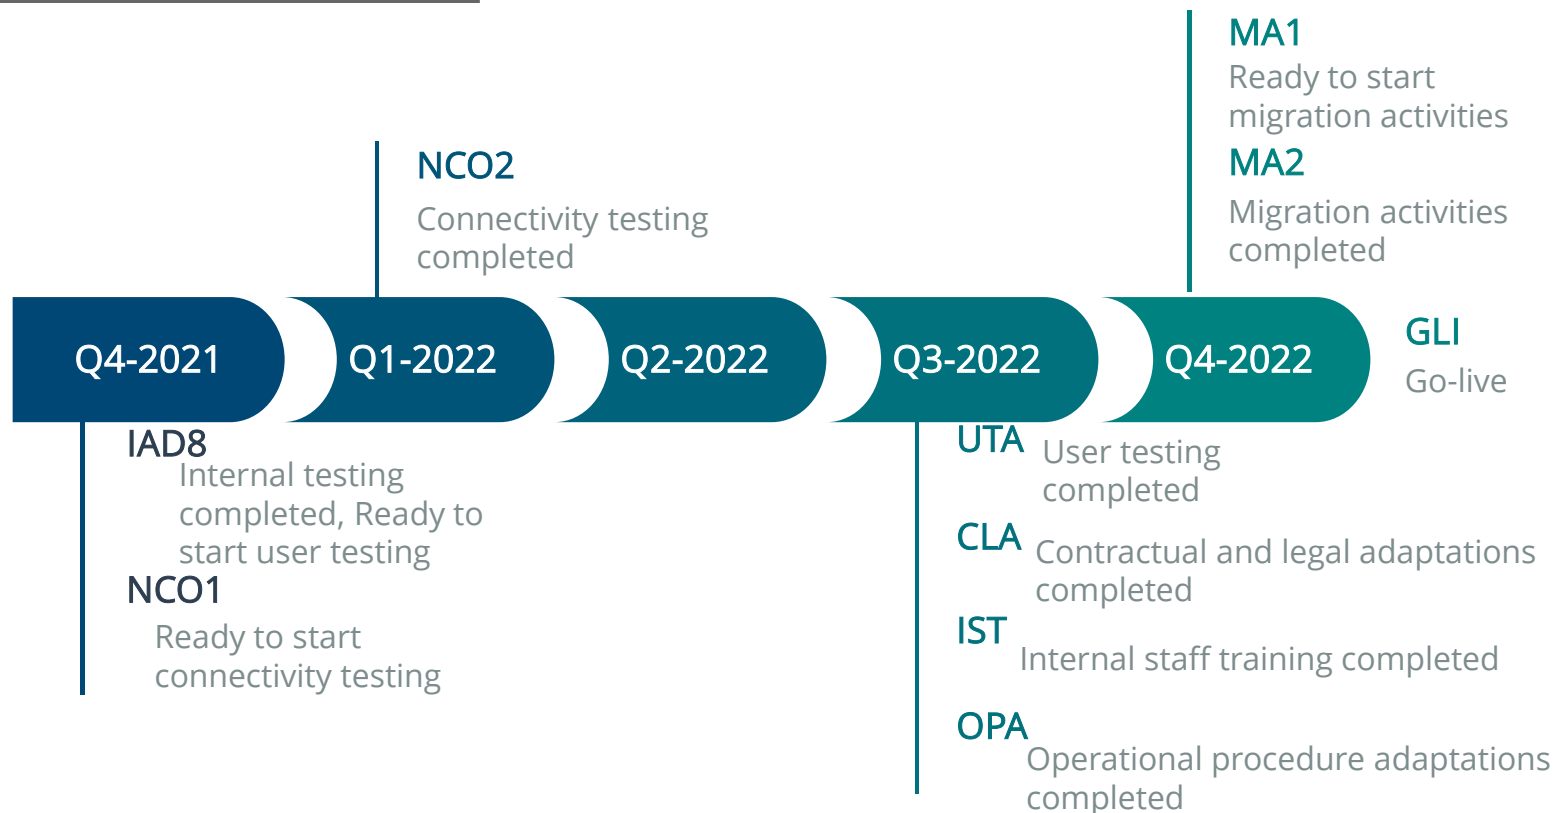 MA1
Ready to start
migration activities
MA2
Migration activities
completed
NCO2
Connectivity testing
completed
Q4-2021
Q1-2022
Q2-2022
Q3-2022
Q4-2022
GLI
Go-live
IAD8
Internal testing
completed, Ready to
start user testing
NCO1
Ready to start
connectivity testing
UTA
User testing
completed
CLA
Contractual and legal adaptations
completed
IST
Internal staff training completed
OPA
Operational procedure adaptations
completed